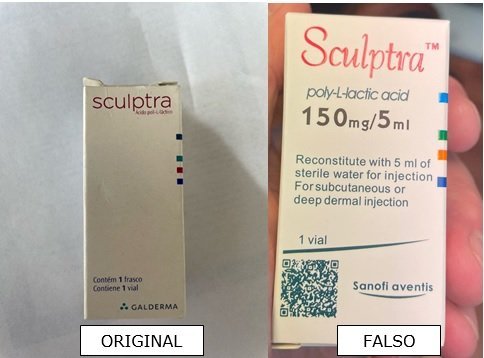 sculptra
Ácido poli-L-láctico
Contém 1 frasco
Contiene 1 vial
GALDERMA
ORIGINAL
Sculptra™
poly-L-lactic acid
150mg/5ml
Reconstitute with 5 ml of
sterile water for injection
For subcutaneous or
deep dermal injection
1 vial
Sanofi aventis
FALSO